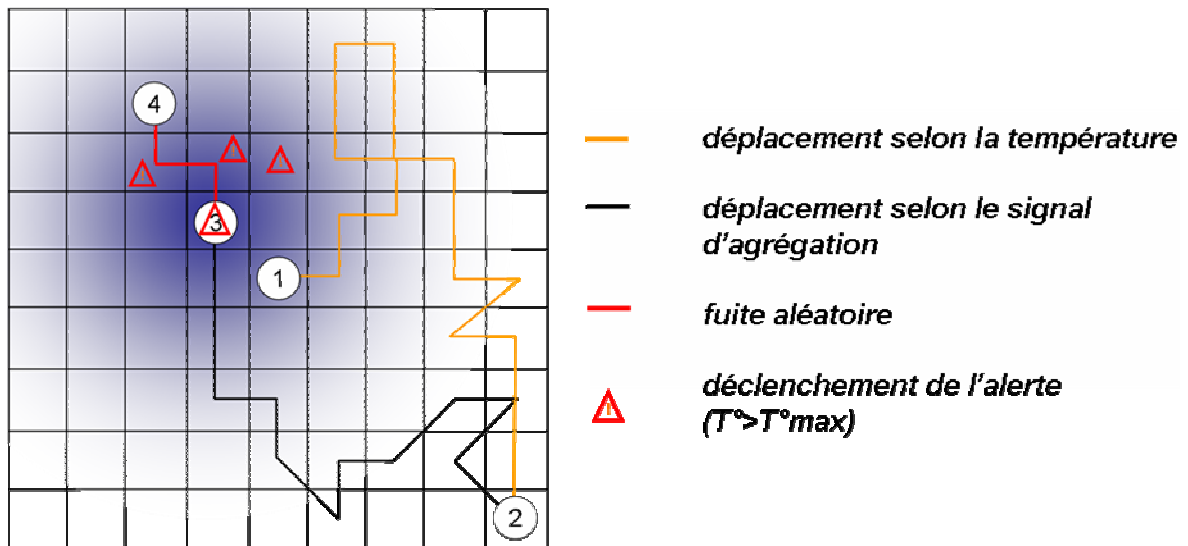 4
3
1
2
déplacement selon la température
déplacement selon le signal
d'agrégation
fuite aléatoire
déclenchement de l'alerte
(T°>T°max)